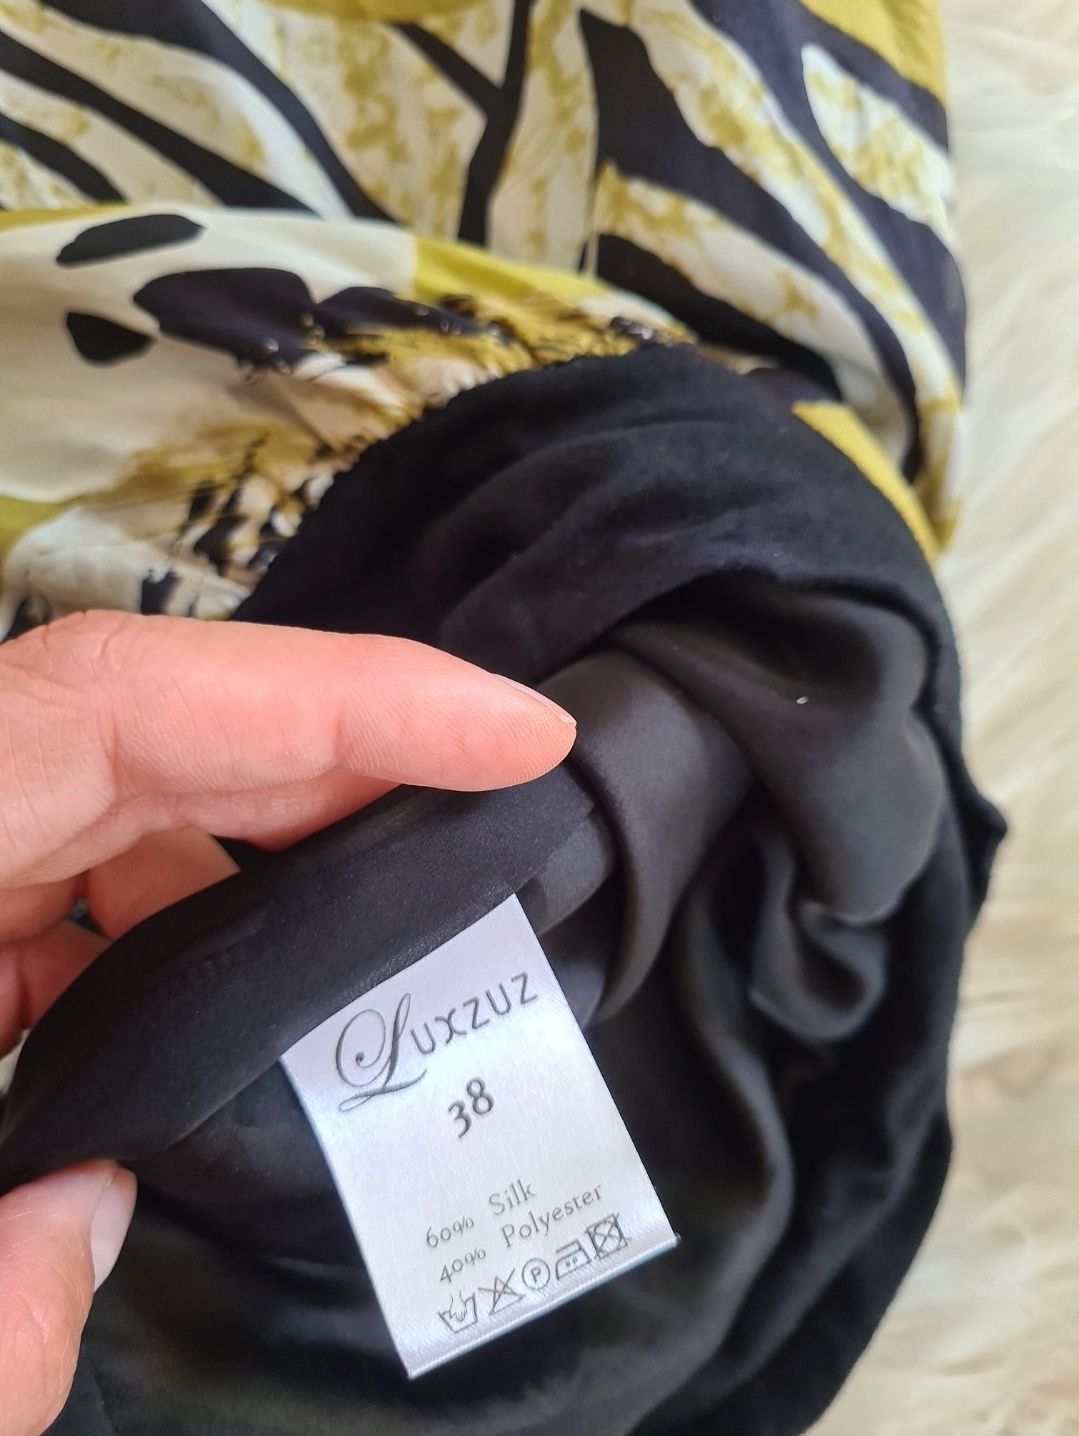 Luxzuz
38
60% Silk
40% Polyester
P